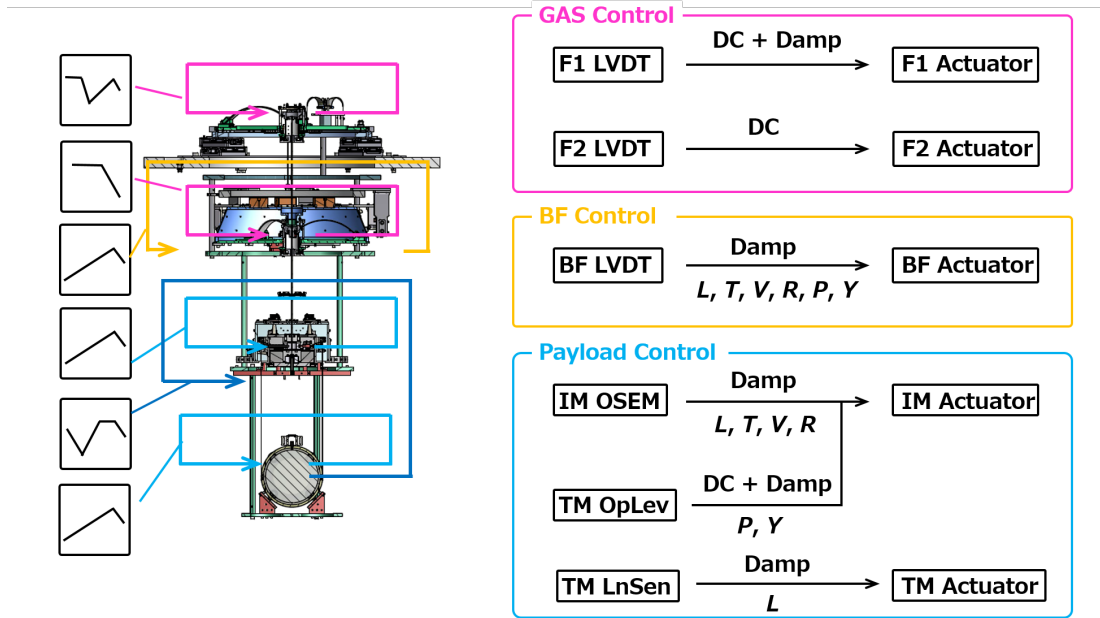 GAS Control
DC + Damp
F1 LVDT
F1 Actuator
DC
F2 LVDT
F2 Actuator
BF Control
Damp
BF LVDT
BF Actuator
L, T, V, R, P, Y
Payload Control
Damp
IM OSEM
IM Actuator
L, T, V, R
DC + Damp
TM OpLev
P, Y
Damp
TM LnSen
TM Actuator
L